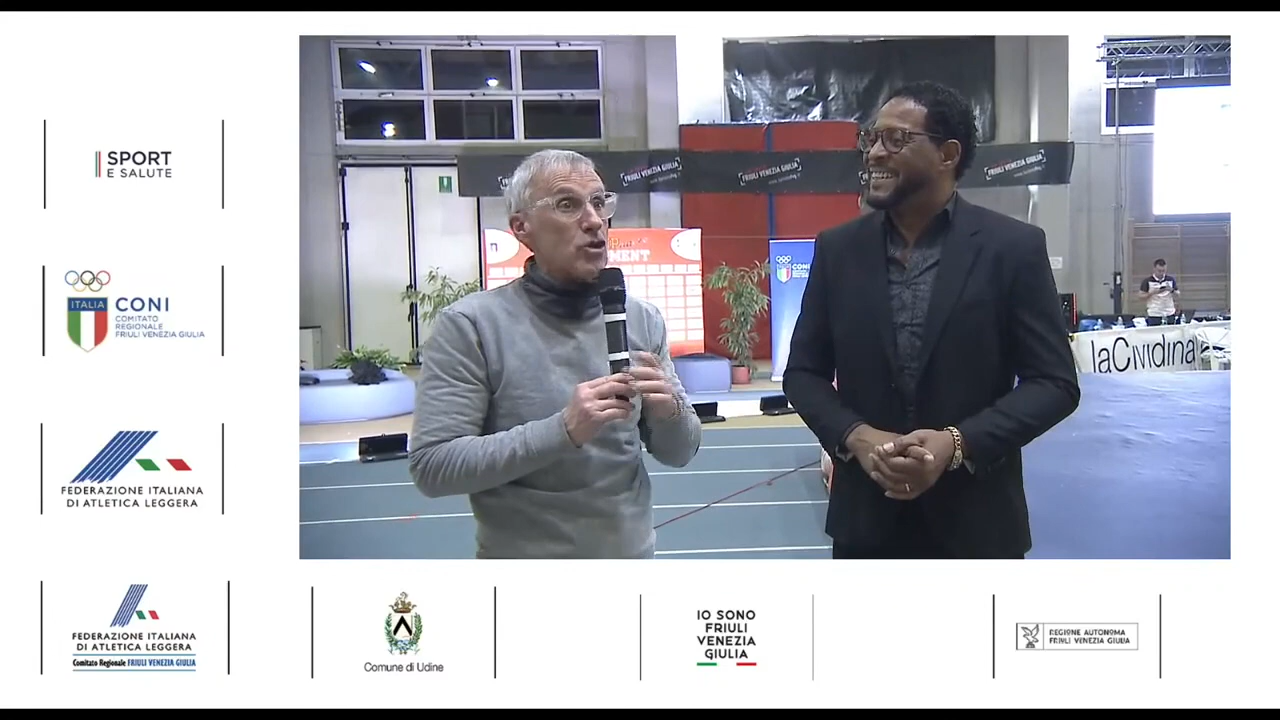 SPORT
E SALUTE
ITALIA
CONI
COMITATO
REGIONALE
FRIULI VENEZIA GIULIA
FEDERAZIONE ITALIANA
DI ATLETICA LEGGERA
FEDERAZIONE ITALIANA
DI ATLETICA LEGGERA
Comitato Regionale FRIULI VENEZIA GIULIA
Comune di Udine
IO SONO
FRIULI
VENEZIA
GIULIA
REGIONE AUTONOMA
FRIULI VENEZIA GIULIA
FRIULI VENEZIA GIULIA
FRIULI VENEZIA GIULIA
FRIULI VENEZIA GIULIA
CONI
laCividina